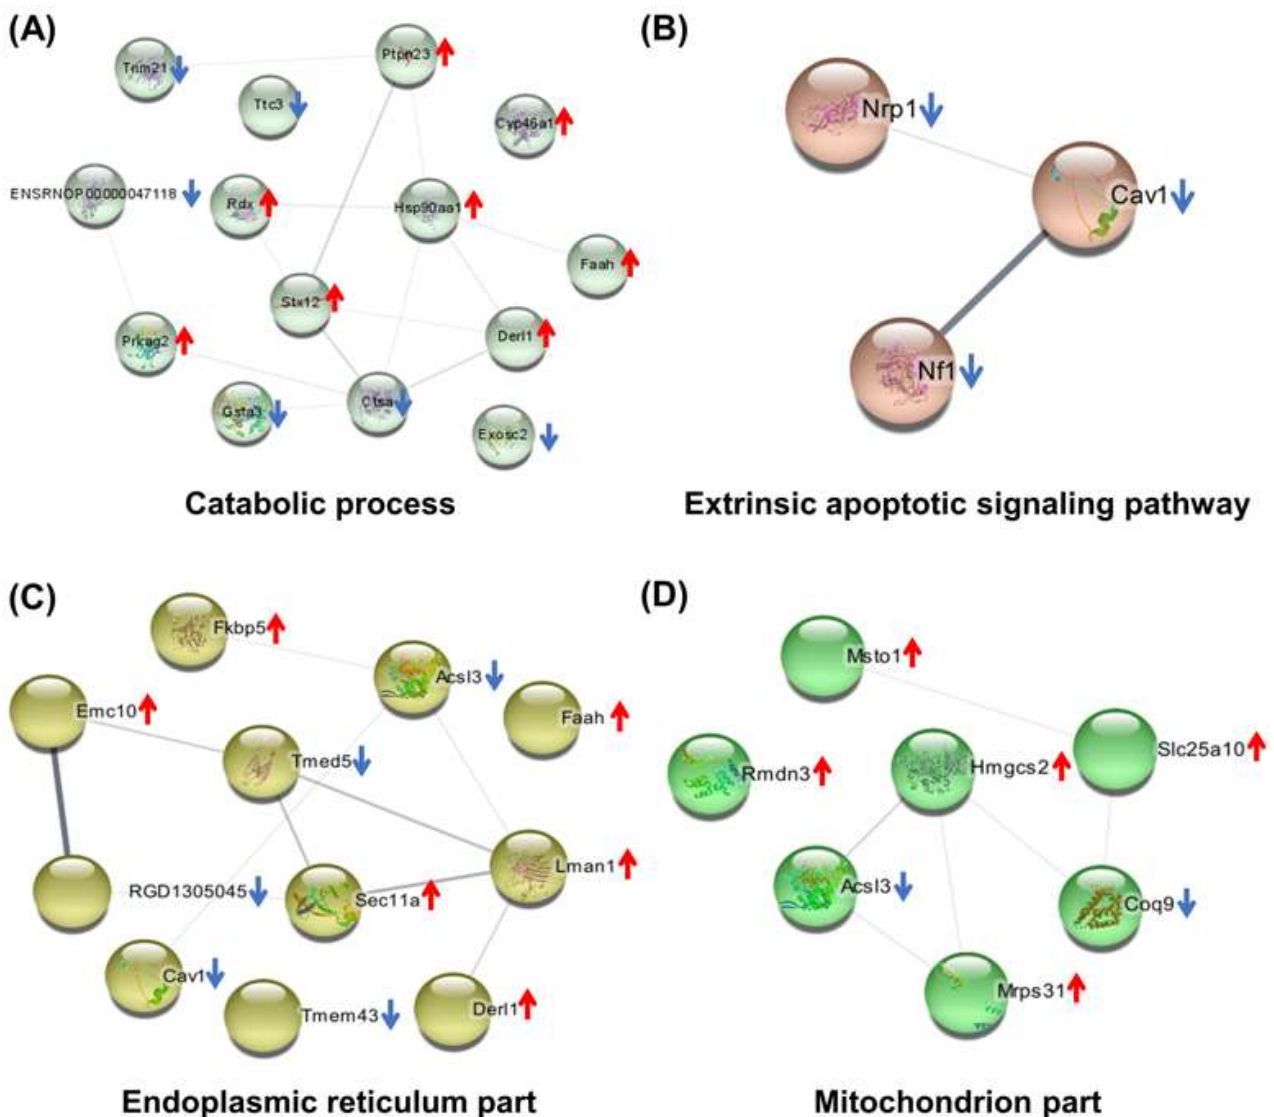 (A)
Trim21
Ptpn23
Ttc3
Cyp46a1
ENSRNOP00000047118
Rdx
Hsp90aa1
Faah
Stx12
Prkag2
Derl1
Gsta3
Ctsa
Exosc2
Catabolic process
(B)
Nrp1
Cav1
Nf1
Extrinsic apoptotic signaling pathway
(C)
Fkbp5
Acsl3
Emc10
Faah
Tmed5
Lman1
RGD1305045
Sec11a
Cav1
Tmem43
Derl1
Endoplasmic reticulum part
(D)
Msto1
Slc25a10
Rmdn3
Hmgcs2
Acsl3
Coq9
Mrps31
Mitochondrion part